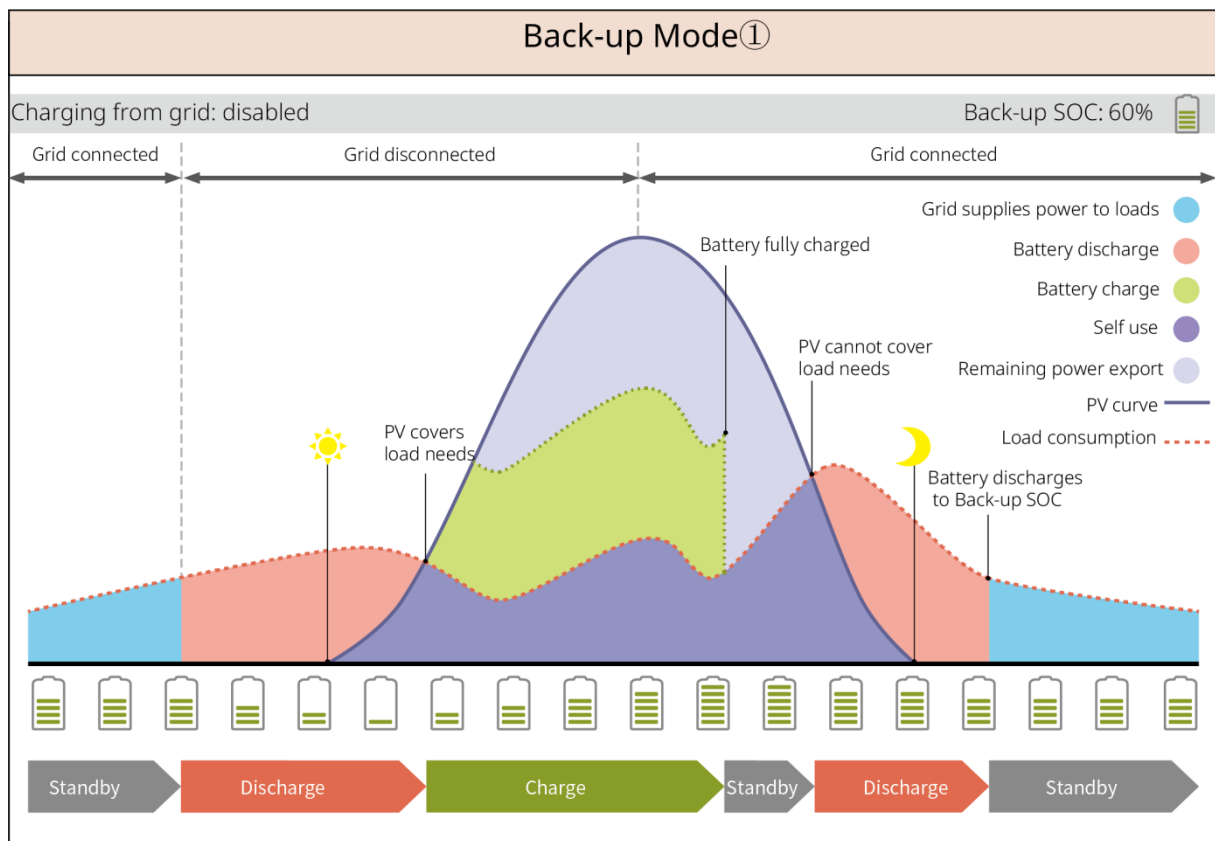 Back-up Mode①
Charging from grid: disabled
Back-up SOC: 60%
Grid connected
Grid disconnected
Grid connected
Grid supplies power to loads
Battery discharge
Battery charge
Self use
Remaining power export
PV curve
Load consumption
Battery fully charged
PV cannot cover
load needs
PV covers
load needs
Battery discharges
to Back-up SOC
Standby
Discharge
Charge
Standby
Discharge
Standby